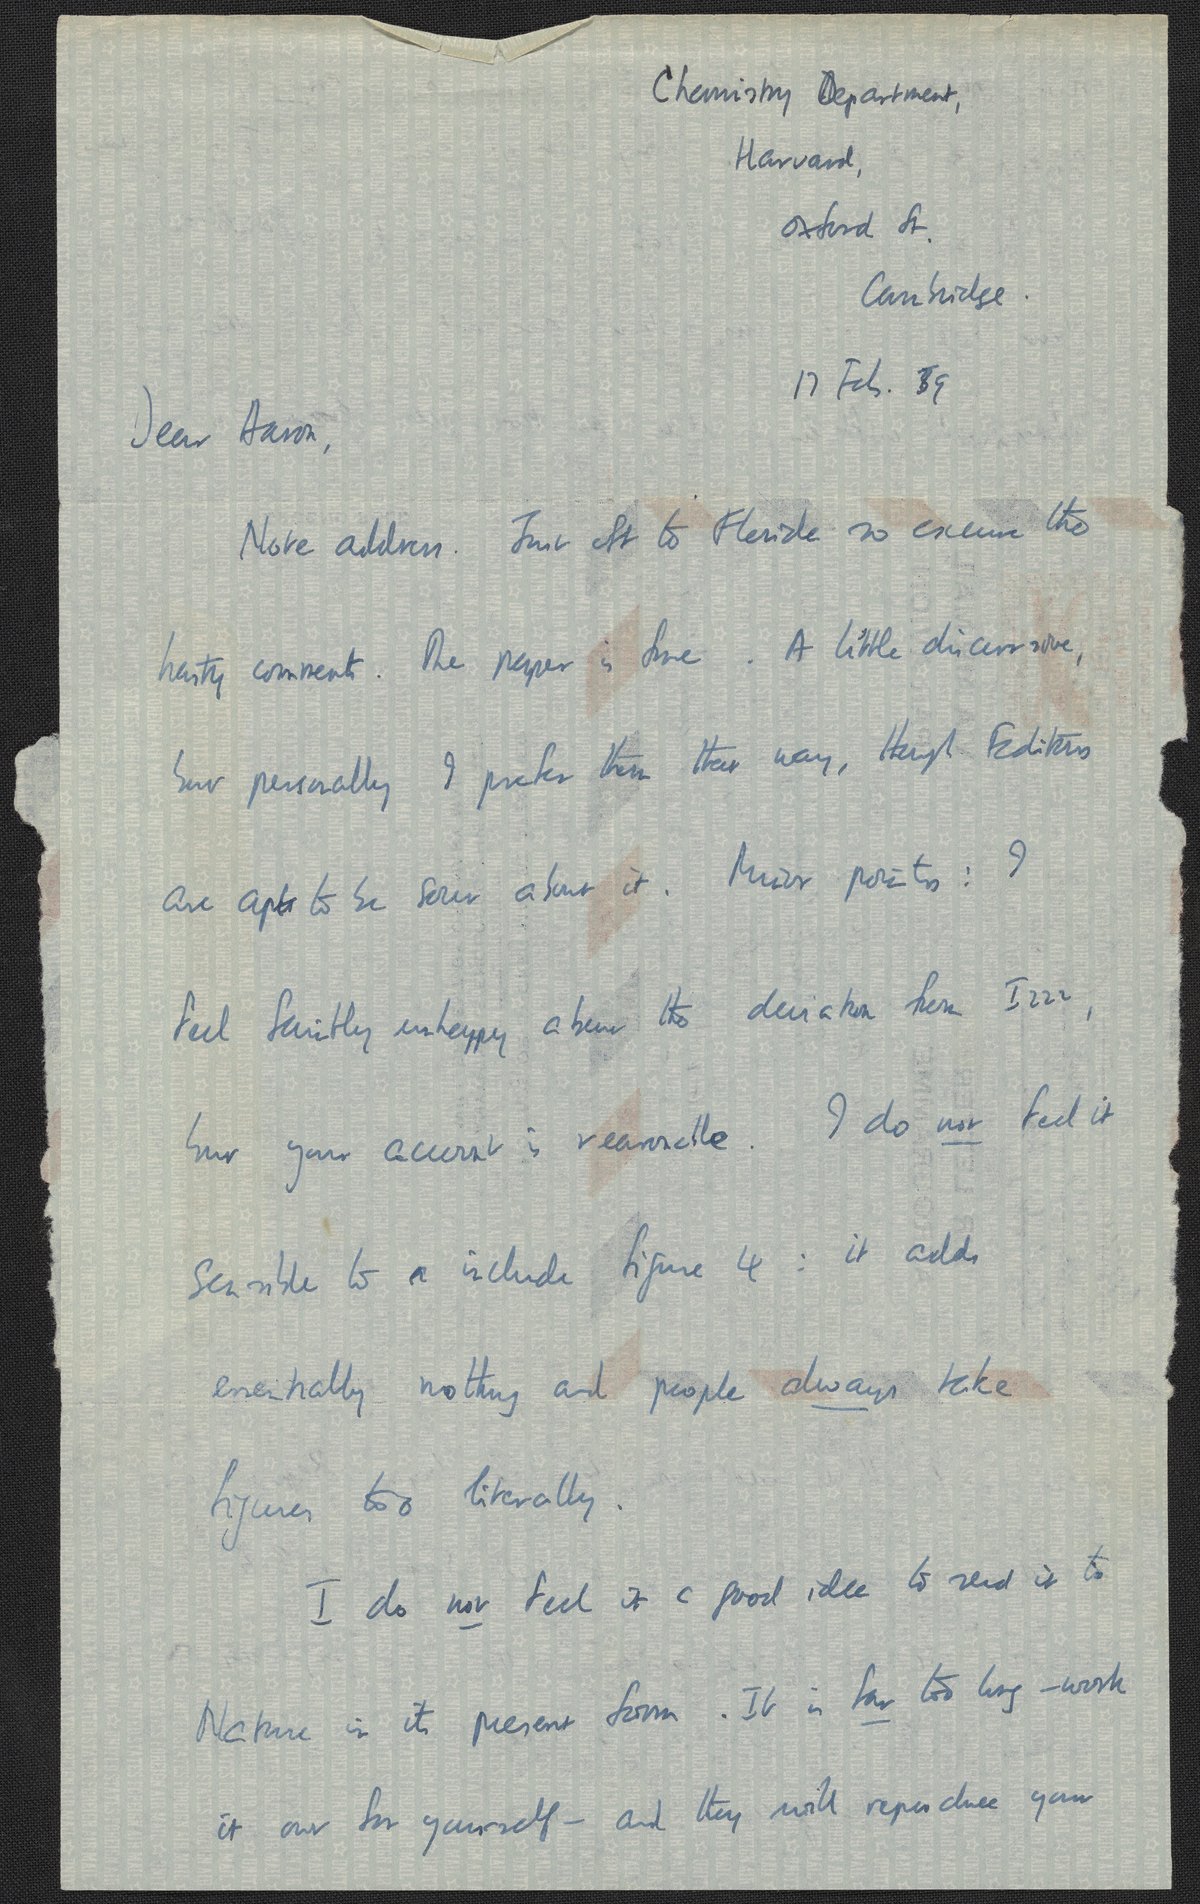 Chemistry Department,
Harvard,
Oxford St.
Cambridge.
17 Feb. 59
Dear Aaron,
Note address. Just off to Floride so excuse the
hasty comments. The paper is fine. A little discursive,
but personally I prefer them that way, though Editors
are apt to be sour about it. Minor points: I
feel faintly unhappy about the deviation from I222,
but your account is reasonable. I do not feel it
sensible to include figure 4: it adds
essentially nothing and people always take
figures too literally.
I do not feel it a good idea to send it to
Nature in its present form. It is far too long - work
it out for yourself - and they will reproduce your